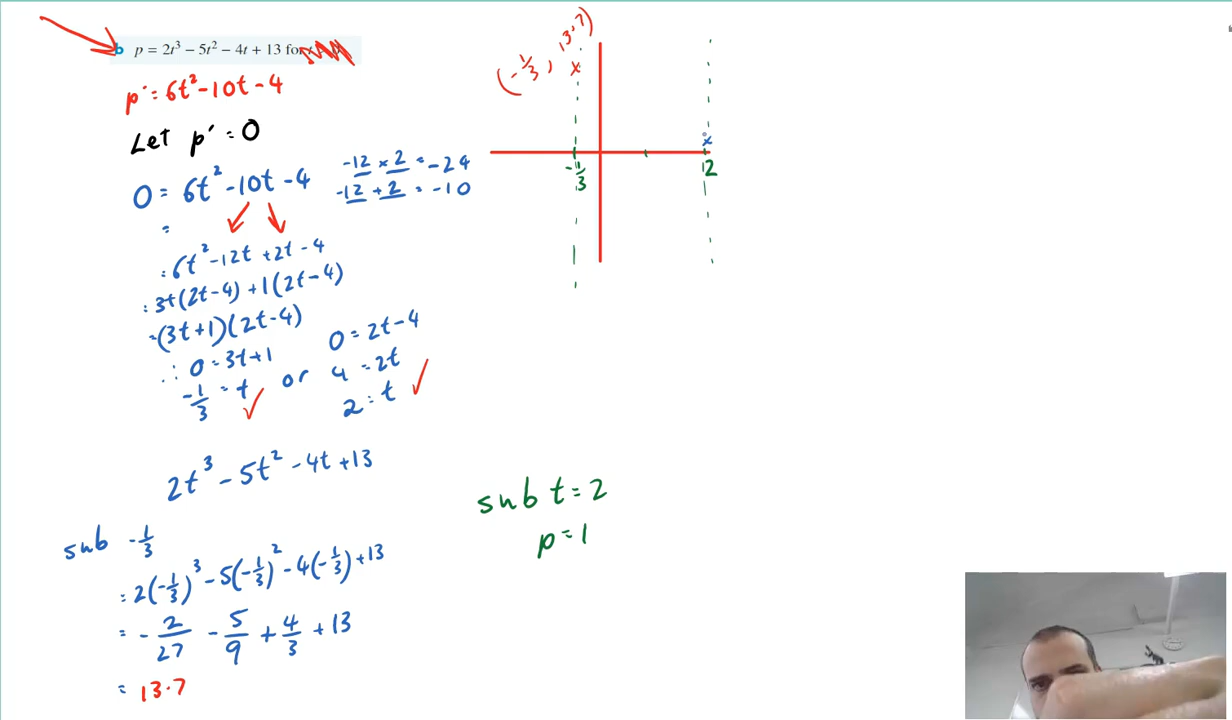 b p = 2t³ − 5t² − 4t + 13 for
p' = 6t² - 10t - 4
Let p' = 0
0 = 6t² - 10t - 4
-12 × 2 = -24
-12 + 2 = -10
=
= 6t² - 12t + 2t - 4
= 3t(2t - 4) + 1(2t - 4)
= (3t + 1)(2t - 4)
∴ 0 = 3t + 1 or 0 = 2t - 4
-1/3 = t ✓ 4 = 2t
2 = t ✓
2t³ - 5t² - 4t + 13
sub -1/3
= 2(-1/3)³ - 5(-1/3)² - 4(-1/3) + 13
= -2/27 - 5/9 + 4/3 + 13
= 13.7
(-1/3, 13.7)
x
x
-1/3
2
sub t = 2
p = 1